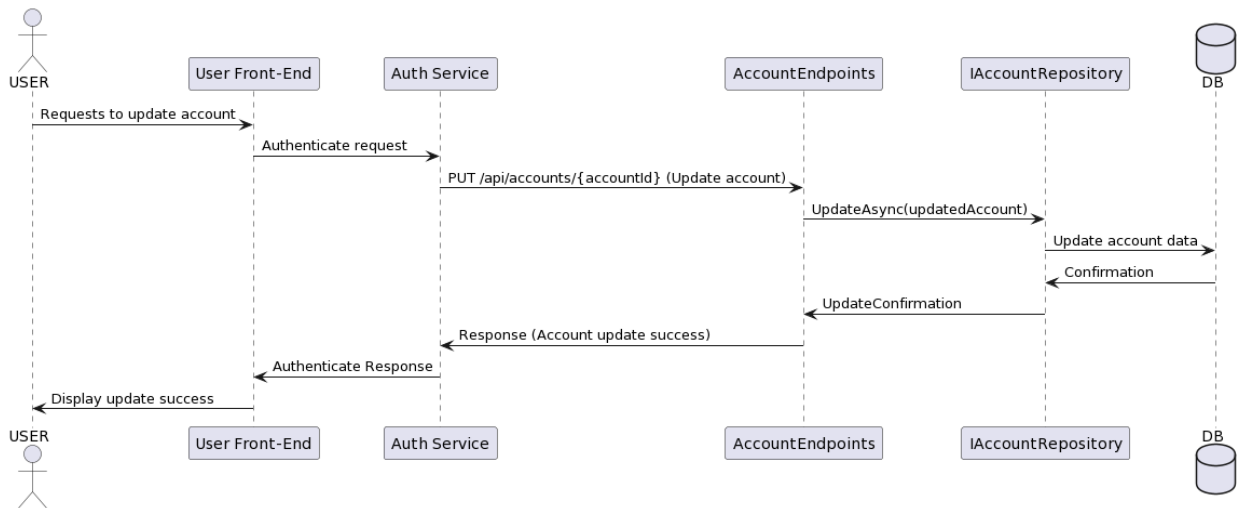 USER
User Front-End
Auth Service
AccountEndpoints
IAccountRepository
DB
Requests to update account
Authenticate request
PUT /api/accounts/{accountId} (Update account)
UpdateAsync(updatedAccount)
Update account data
Confirmation
UpdateConfirmation
Response (Account update success)
Authenticate Response
Display update success
USER
User Front-End
Auth Service
AccountEndpoints
IAccountRepository
DB